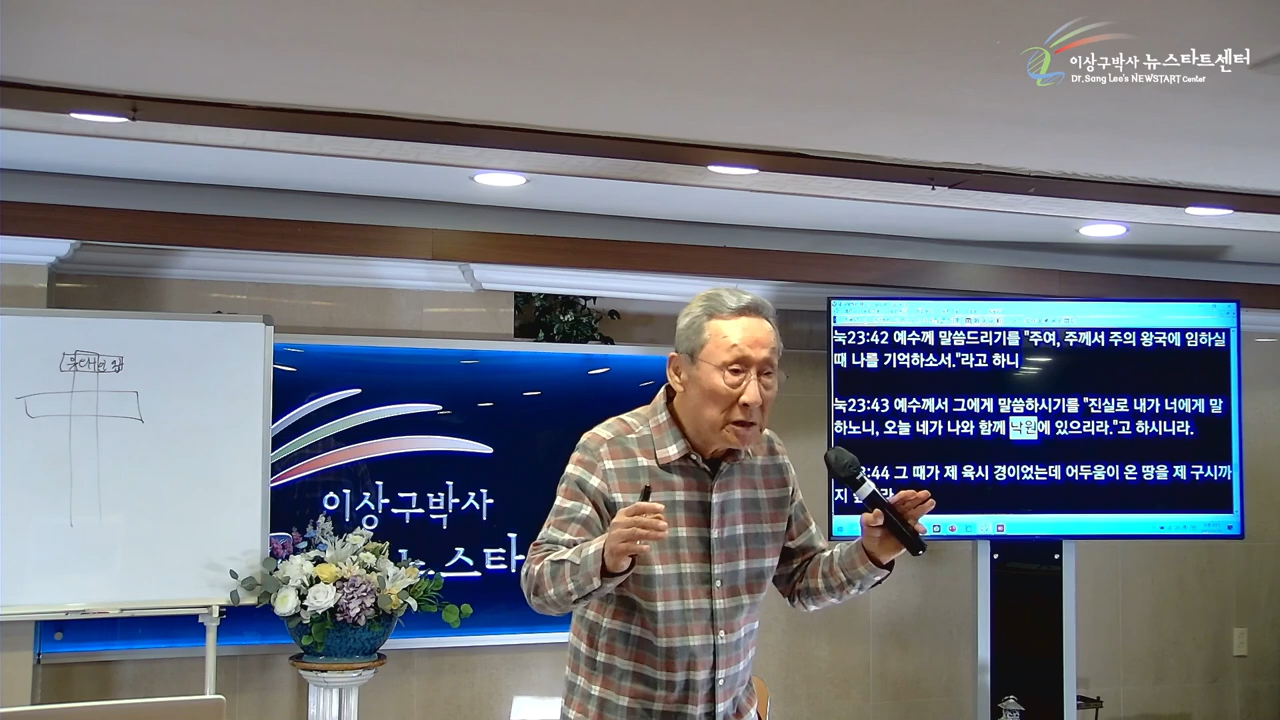 이상구박사 뉴스타트센터
Dr. Sang Lee's NEWSTART Center
눅23:42 예수께 말씀드리기를 "주여, 주께서 주의 왕국에 임하실
때 나를 기억하소서."라고 하니
눅23:43 예수께서 그에게 말씀하시기를 "진실로 내가 너에게 말
하노니, 오늘 네가 나와 함께 낙원에 있으리라."고 하시니라.
:44 그 때가 제 육시 경이었는데 어두움이 온 땅을 제 구시까
지
이상구박사
뉴스타